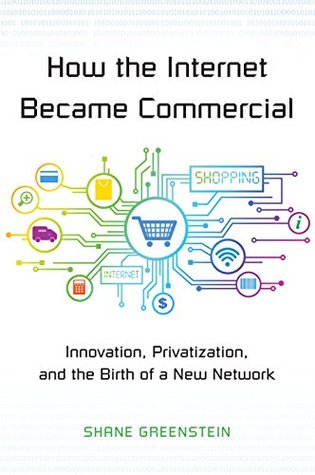 How the Internet
Became Commercial
SHOPPING
i
INTERNET
$
Innovation, Privatization,
and the Birth of a New Network
SHANE GREENSTEIN